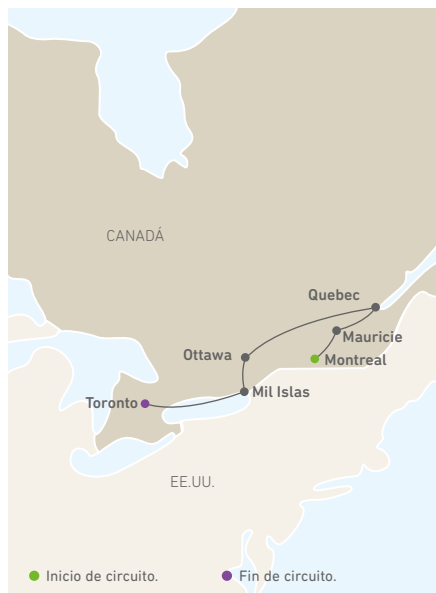 CANADÁ
Quebec
Mauricie
Ottawa
Montreal
Mil Islas
Toronto
EE.UU.
Inicio de circuito.
Fin de circuito.